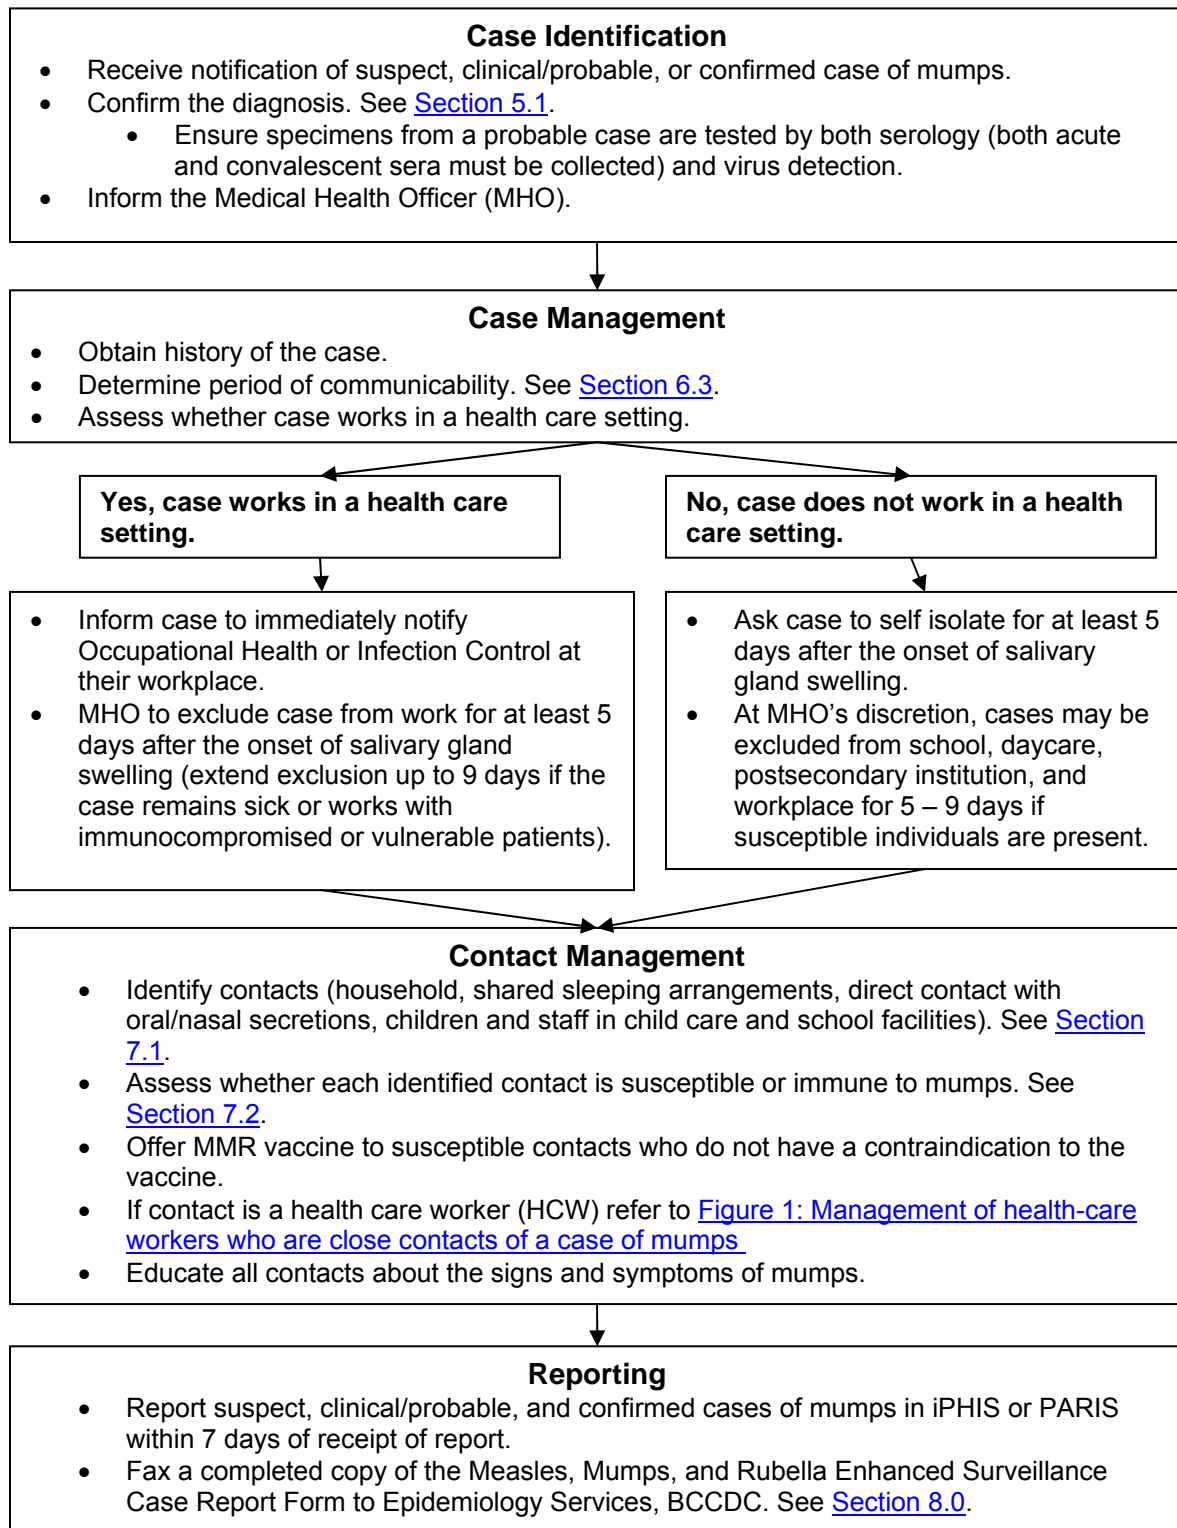 Case Identification
• Receive notification of suspect, clinical/probable, or confirmed case of mumps.
• Confirm the diagnosis. See Section 5.1.
• Ensure specimens from a probable case are tested by both serology (both acute
and convalescent sera must be collected) and virus detection.
• Inform the Medical Health Officer (MHO).
Case Management
• Obtain history of the case.
• Determine period of communicability. See Section 6.3.
• Assess whether case works in a health care setting.
Yes, case works in a health care
setting.
No, case does not work in a health
care setting.
• Inform case to immediately notify
Occupational Health or Infection Control at
their workplace.
• MHO to exclude case from work for at least 5
days after the onset of salivary gland
swelling (extend exclusion up to 9 days if the
case remains sick or works with
immunocompromised or vulnerable patients).
• Ask case to self isolate for at least 5
days after the onset of salivary
gland swelling.
• At MHO's discretion, cases may be
excluded from school, daycare,
postsecondary institution, and
workplace for 5 – 9 days if
susceptible individuals are present.
Contact Management
• Identify contacts (household, shared sleeping arrangements, direct contact with
oral/nasal secretions, children and staff in child care and school facilities). See Section
7.1.
• Assess whether each identified contact is susceptible or immune to mumps. See
Section 7.2.
• Offer MMR vaccine to susceptible contacts who do not have a contraindication to the
vaccine.
• If contact is a health care worker (HCW) refer to Figure 1: Management of health-care
workers who are close contacts of a case of mumps
• Educate all contacts about the signs and symptoms of mumps.
Reporting
• Report suspect, clinical/probable, and confirmed cases of mumps in iPHIS or PARIS
within 7 days of receipt of report.
• Fax a completed copy of the Measles, Mumps, and Rubella Enhanced Surveillance
Case Report Form to Epidemiology Services, BCCDC. See Section 8.0.